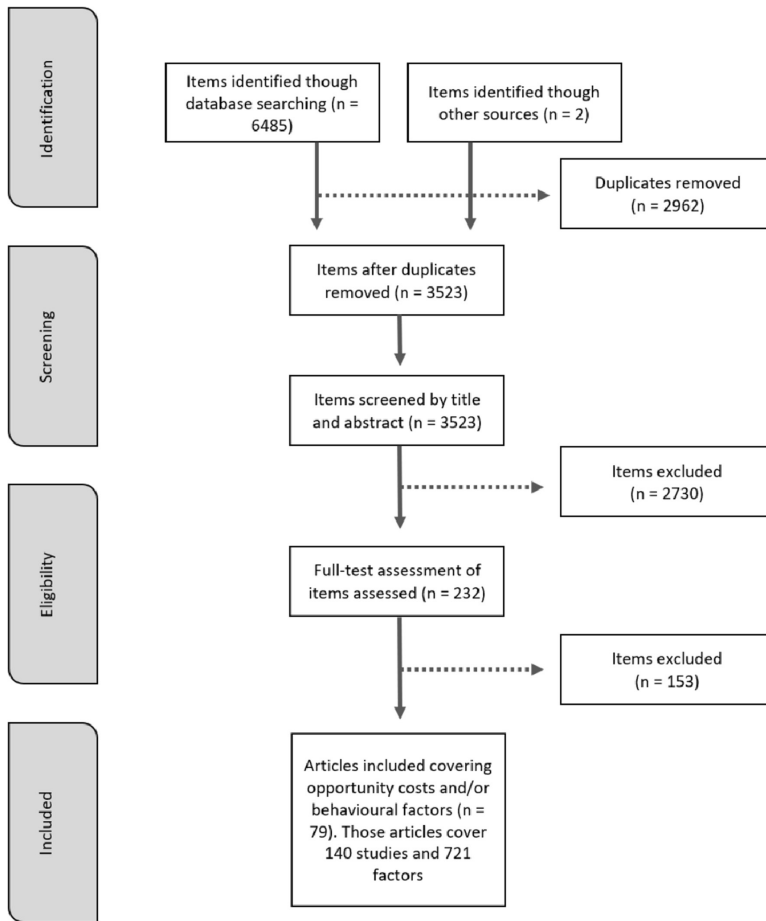 Identification
Items identified though
database searching (n =
6485)
Items identified though
other sources (n = 2)
Duplicates removed
(n = 2962)
Screening
Items after duplicates
removed (n = 3523)
Items screened by title
and abstract (n = 3523)
Items excluded
(n = 2730)
Eligibility
Full-test assessment of
items assessed (n = 232)
Items excluded
(n = 153)
Included
Articles included covering
opportunity costs and/or
behavioural factors (n =
79). Those articles cover
140 studies and 721
factors